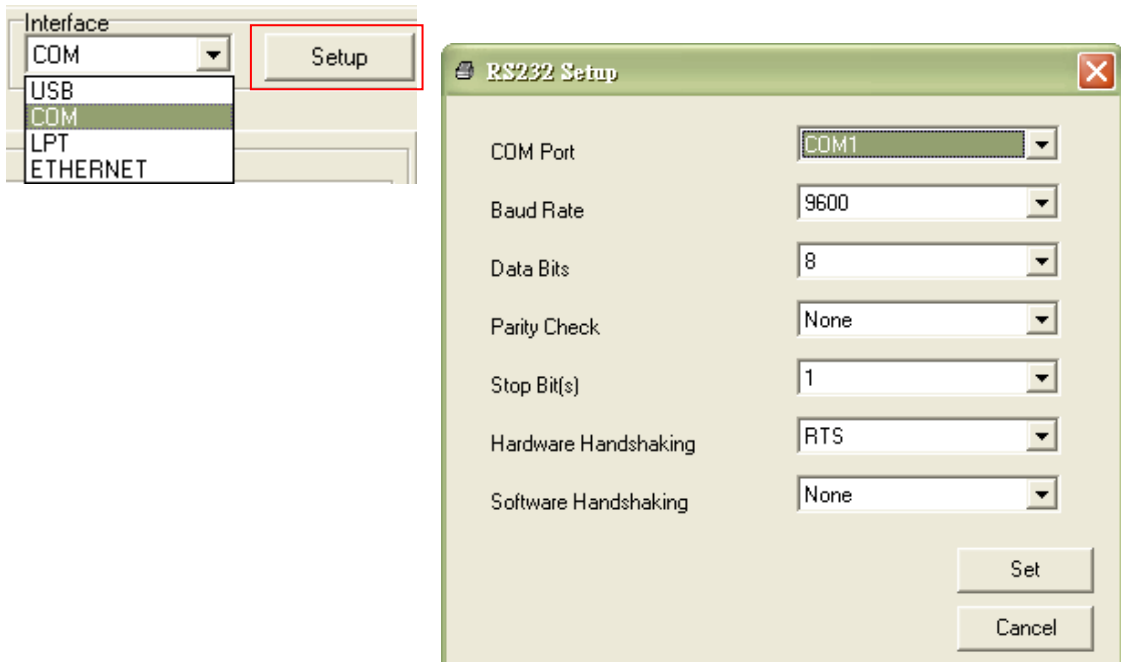 Interface
COM
Setup
USB
COM
LPT
ETHERNET
RS232 Setup
COM Port COM1
Baud Rate 9600
Data Bits 8
Parity Check None
Stop Bit(s) 1
Hardware Handshaking RTS
Software Handshaking None
Set
Cancel